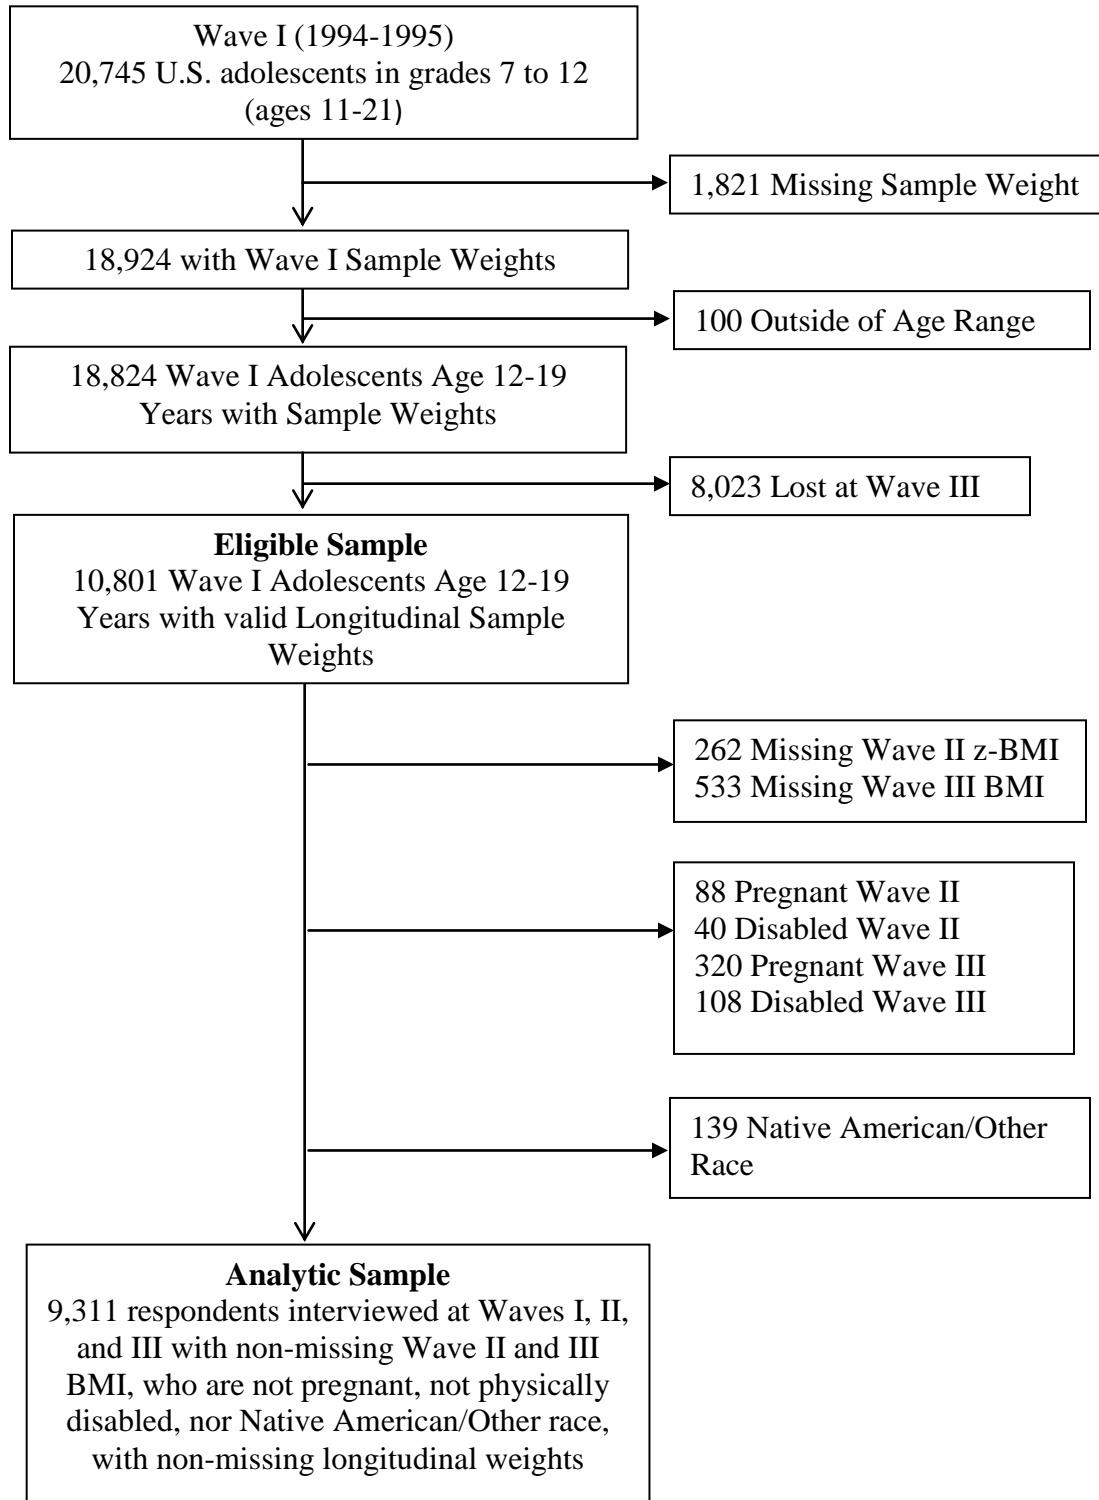 Wave I (1994-1995)
20,745 U.S. adolescents in grades 7 to 12
(ages 11-21)
1,821 Missing Sample Weight
18,924 with Wave I Sample Weights
100 Outside of Age Range
18,824 Wave I Adolescents Age 12-19
Years with Sample Weights
8,023 Lost at Wave III
Eligible Sample
10,801 Wave I Adolescents Age 12-19
Years with valid Longitudinal Sample
Weights
262 Missing Wave II z-BMI
533 Missing Wave III BMI
88 Pregnant Wave II
40 Disabled Wave II
320 Pregnant Wave III
108 Disabled Wave III
139 Native American/Other
Race
Analytic Sample
9,311 respondents interviewed at Waves I, II,
and III with non-missing Wave II and III
BMI, who are not pregnant, not physically
disabled, nor Native American/Other race,
with non-missing longitudinal weights